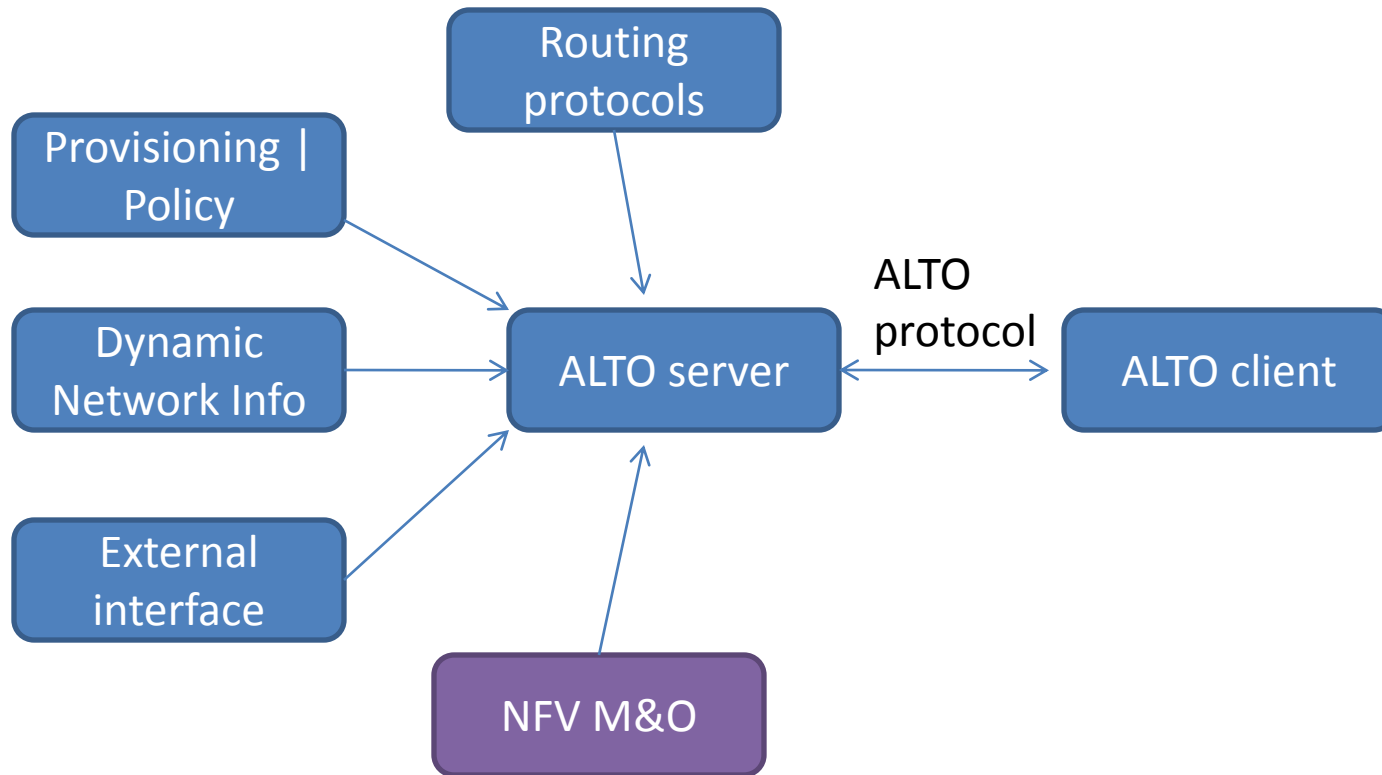 Routing
protocols
Provisioning |
Policy
Dynamic
Network Info
External
interface
NFV M&O
ALTO server
ALTO
protocol
ALTO client